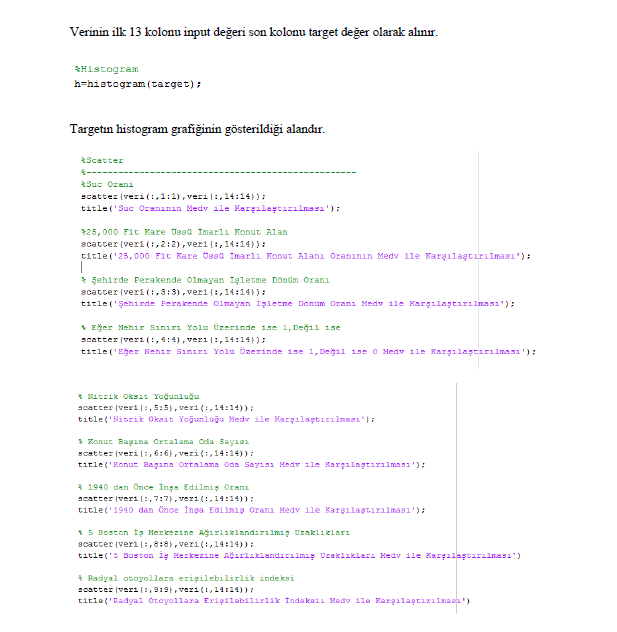 Verinin ilk 13 kolonu input değeri son kolonu target değer olarak alınır.
%Histogram
h=histogram(target);
Targetın histogram grafiğinin gösterildiği alandır.
%Scatter
%------------------------------------------------------
%Suc Orani
scatter(veri(:,1:1),veri(:,14:14));
title('Suc Oranının Medv ile Karşılaştırılması');
%25,000 Fit Kare Üssü İmarlı Konut Alan
scatter(veri(:,2:2),veri(:,14:14));
title('25,000 Fit Kare Üssü İmarlı Konut Alanı Oranının Medv ile Karşılaştırılması');
% Şehirde Perakende Olmayan İşletme Dönüm Oranı
scatter(veri(:,3:3),veri(:,14:14));
title('Şehirde Perakende Olmayan İşletme Dönüm Oranı Medv ile Karşılaştırılması');
% Eğer Nehir Sınırı Yolu Üzerinde ise 1,Değil ise
scatter(veri(:,4:4),veri(:,14:14));
title('Eğer Nehir Sınırı Yolu Üzerinde ise 1,Değil ise 0 Medv ile Karşılaştırılması');
% Nitrik Oksit Yoğunluğu
scatter(veri(:,5:5),veri(:,14:14));
title('Nitrik Oksit Yoğunluğu Medv ile Karşılaştırılması');
% Konut Başına Ortalama Oda Sayısı
scatter(veri(:,6:6),veri(:,14:14));
title('Konut Başına Ortalama Oda Sayısı Medv ile Karşılaştırılması');
% 1940 dan Önce İnşa Edilmiş Oranı
scatter(veri(:,7:7),veri(:,14:14));
title('1940 dan Önce İnşa Edilmiş Oranı Medv ile Karşılaştırılması');
% 5 Boston İş Merkezine Ağırlıklandırılmış Uzaklıkları
scatter(veri(:,8:8),veri(:,14:14));
title('5 Boston İş Merkezine Ağırlıklandırılmış Uzaklıkları Medv ile Karşılaştırılması')
% Radyal otoyollara erişilebilirlik indeksi
scatter(veri(:,9:9),veri(:,14:14));
title('Radyal Otoyollara Erişilebilirlik İndeksiı Medv ile Karşılaştırılması')